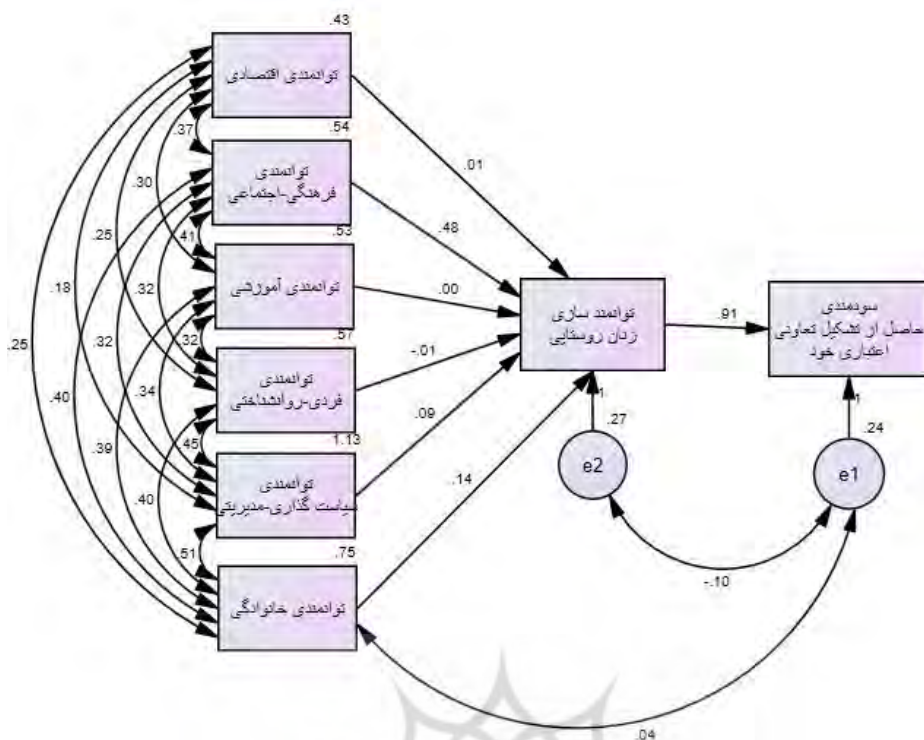 .43
توانمندی اقتصادی
.37
.54
.01
توانمندی
فرهنگی-اجتماعی
.30
.48
.41
.53
.25
توانمندی آموزشی
.00
.18
.32
.32
.32
.57
توانمند سازی
زنان روستایی
.91
سودمندی
حاصل از تشکیل تعاونی
اعتباری خود
.25
توانمندی
فردی-روانشناختی
-.01
.40
.34
.09
.39
.45
1.13
1
.27
1
.24
توانمندی
سیاست گذاری-مدیریتی
e2
e1
.40
.14
.51
.75
توانمندی خانوادگی
-.10
.04